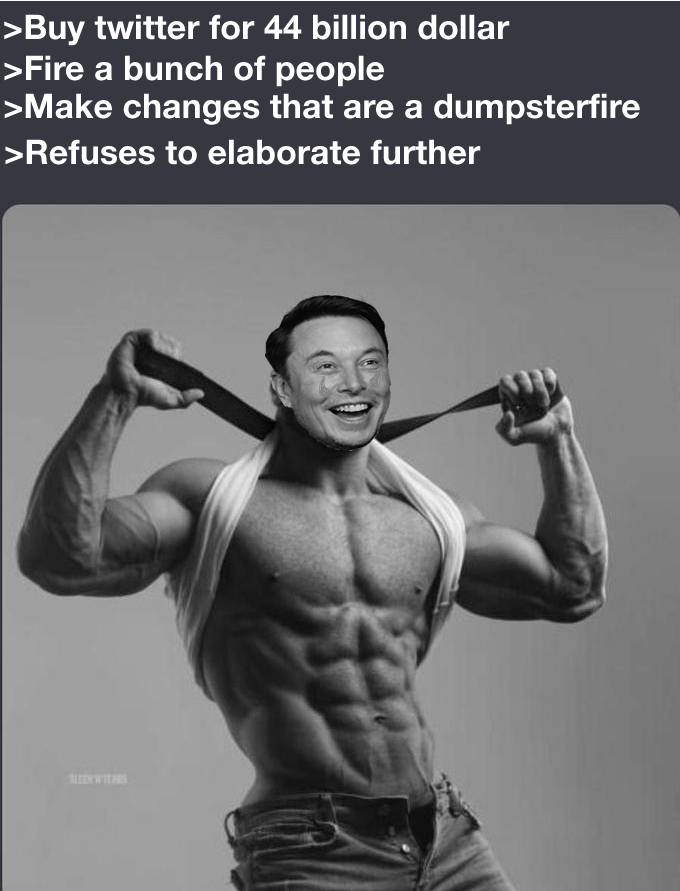 >Buy twitter for 44 billion dollar
>Fire a bunch of people
>Make changes that are a dumpsterfire
>Refuses to elaborate further